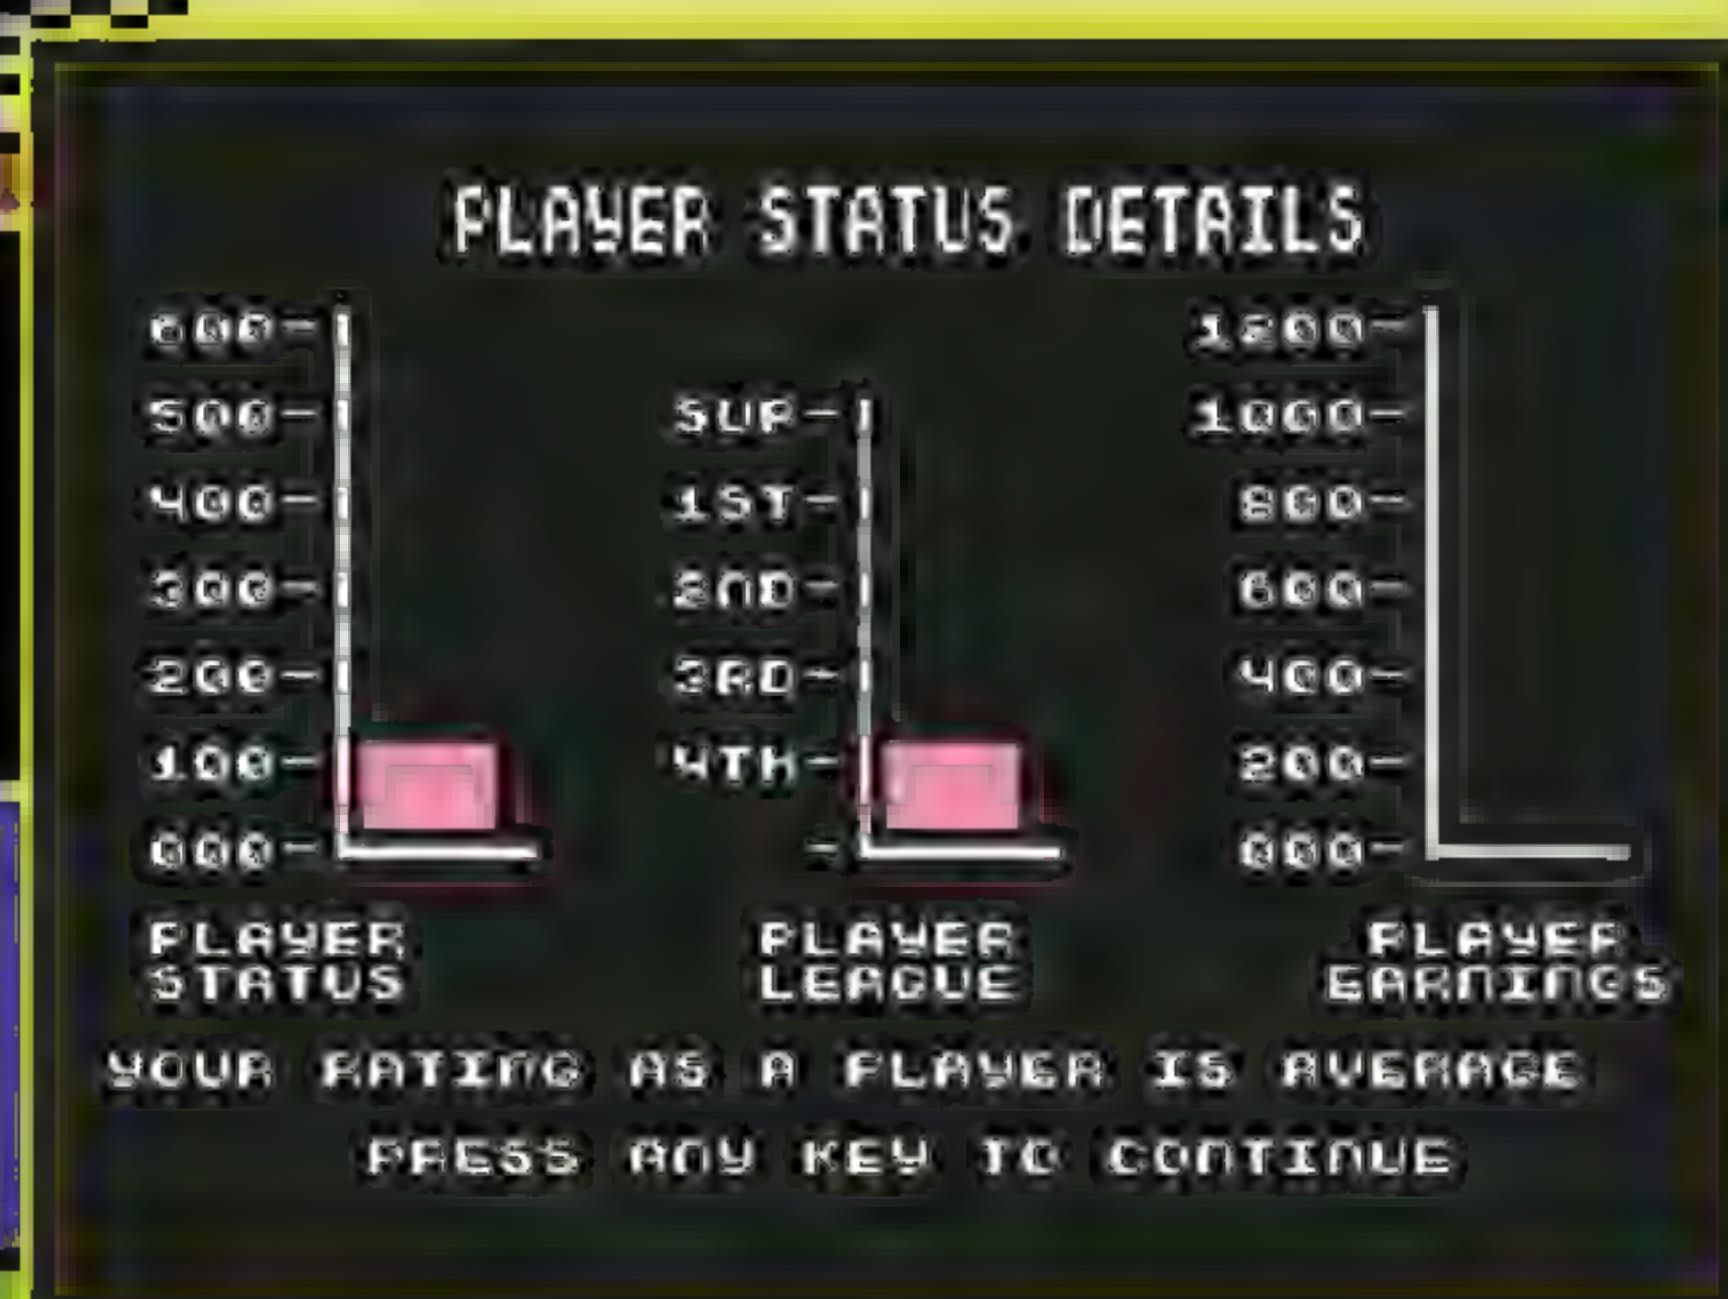 PLAYER STATUS DETAILS
600-
500-
400-
300-
200-
100-
000-
SUP-
1ST-
2ND-
3RD-
4TH-
-
1200-
1000-
800-
600-
400-
200-
000-
PLAYER
STATUS
PLAYER
LEAGUE
PLAYER
EARNINGS
YOUR RATING AS A PLAYER IS AVERAGE
PRESS ANY KEY TO CONTINUE